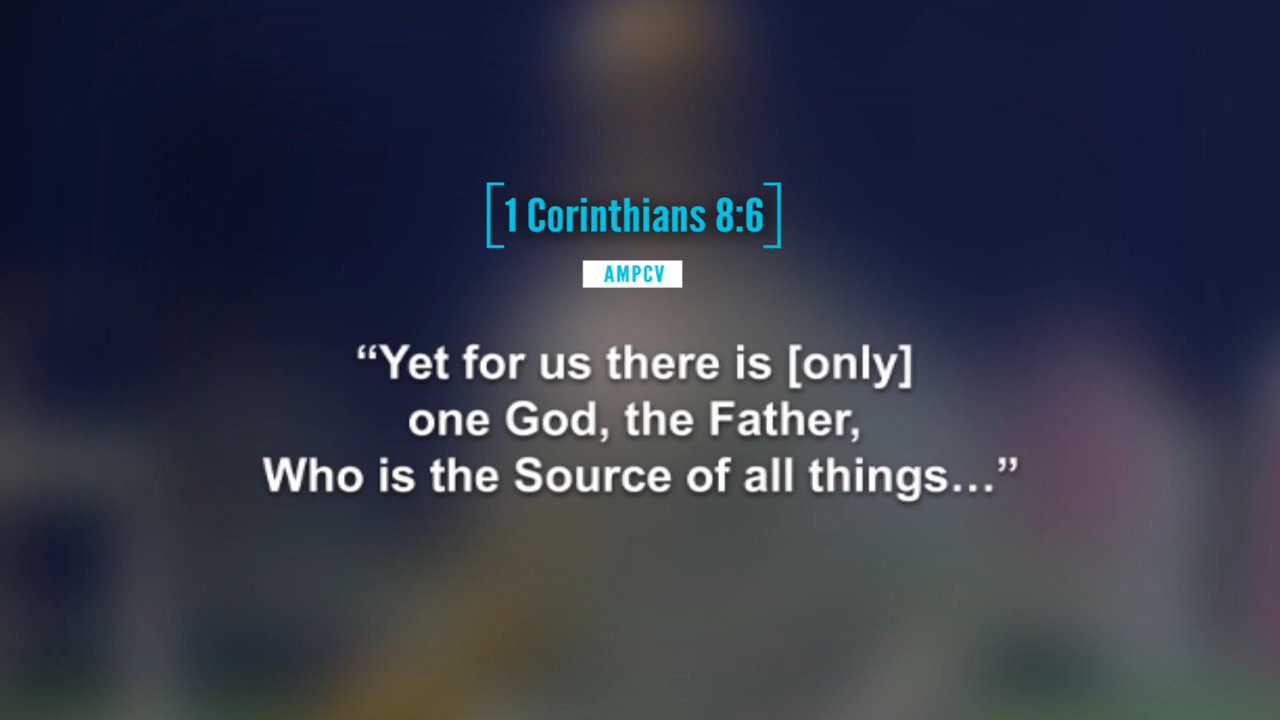 [1 Corinthians 8:6]
AMPCV
“Yet for us there is [only]
one God, the Father,
Who is the Source of all things…”